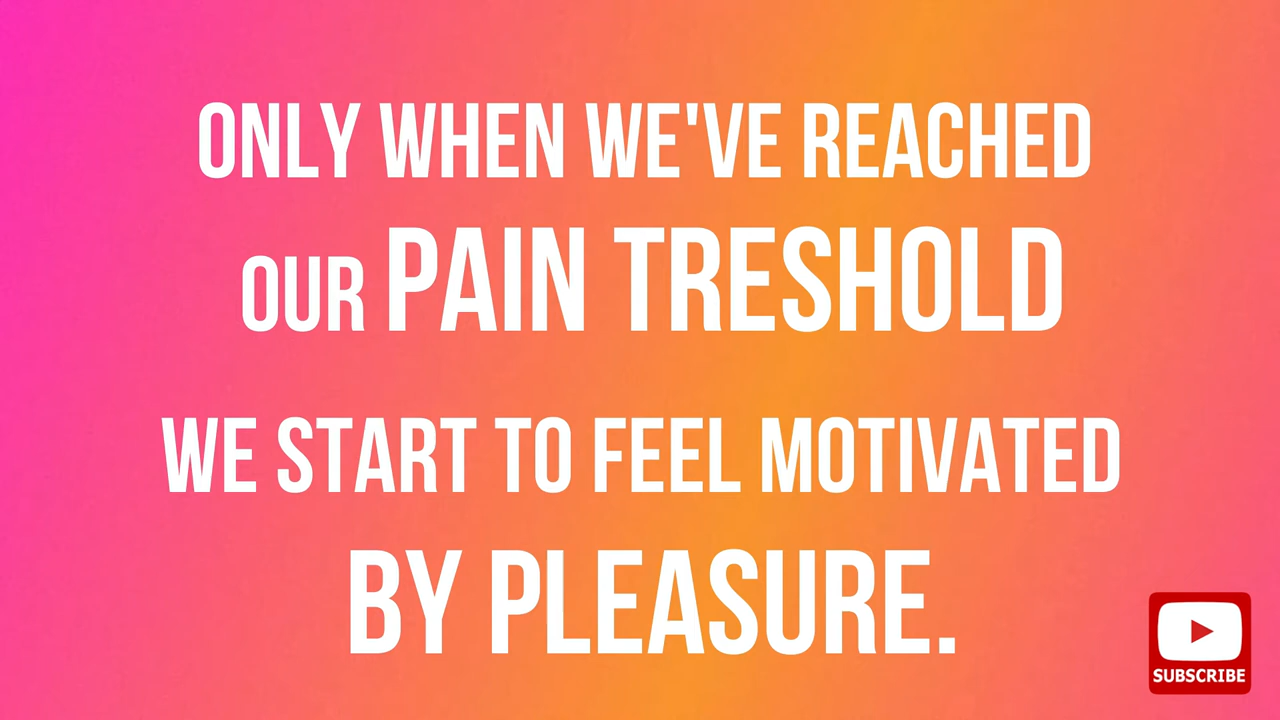 ONLY WHEN WE'VE REACHED
OUR PAIN TRESHOLD
WE START TO FEEL MOTIVATED
BY PLEASURE.
SUBSCRIBE